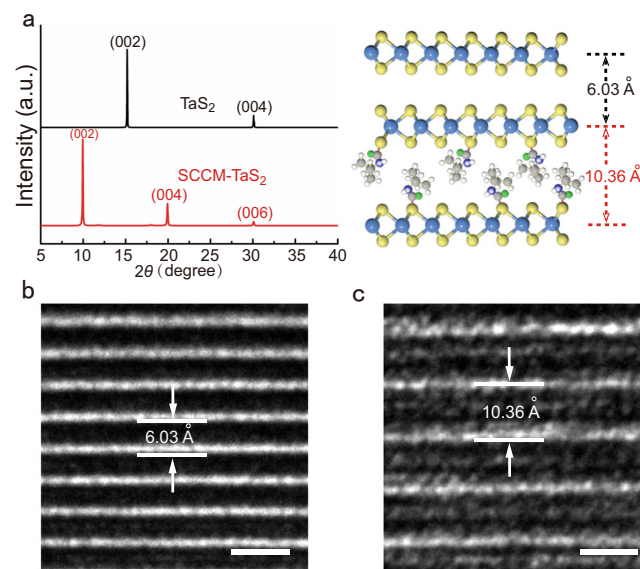 a
Intensity (a.u.)
(002)
TaS₂
(004)
(002)
SCCM-TaS₂
(004)
(006)
5 10 15 20 25 30 35 40
2θ (degree)
6.03 Å
10.36 Å
b
6.03 Å
c
10.36 Å